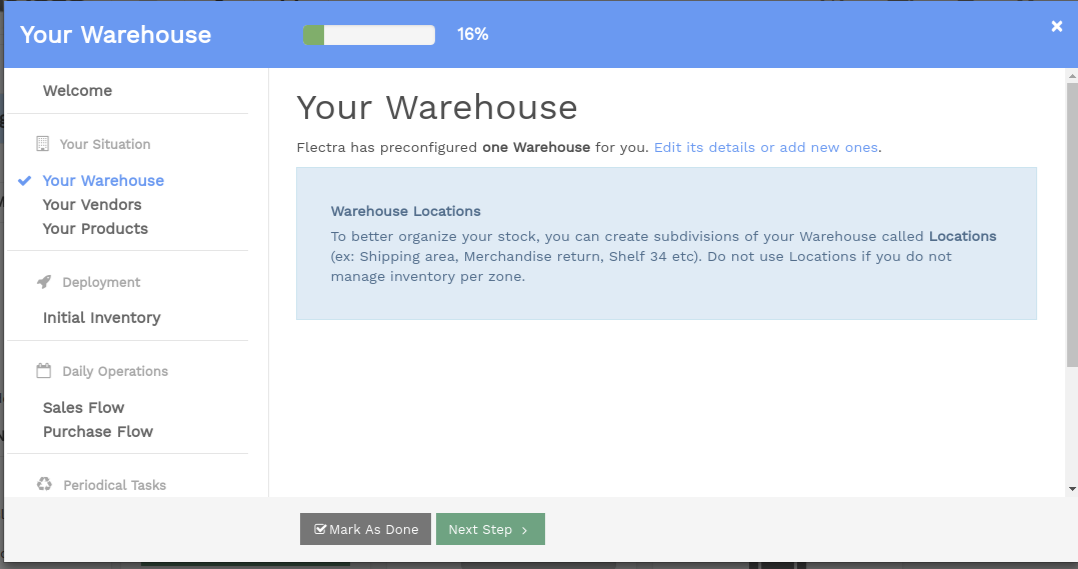 Your Warehouse
16%
×
Welcome
Your Situation
Your Warehouse
Your Vendors
Your Products
Deployment
Initial Inventory
Daily Operations
Sales Flow
Purchase Flow
Periodical Tasks
Your Warehouse
Flectra has preconfigured one Warehouse for you. Edit its details or add new ones.
Warehouse Locations
To better organize your stock, you can create subdivisions of your Warehouse called Locations
(ex: Shipping area, Merchandise return, Shelf 34 etc). Do not use Locations if you do not
manage inventory per zone.
Mark As Done
Next Step >